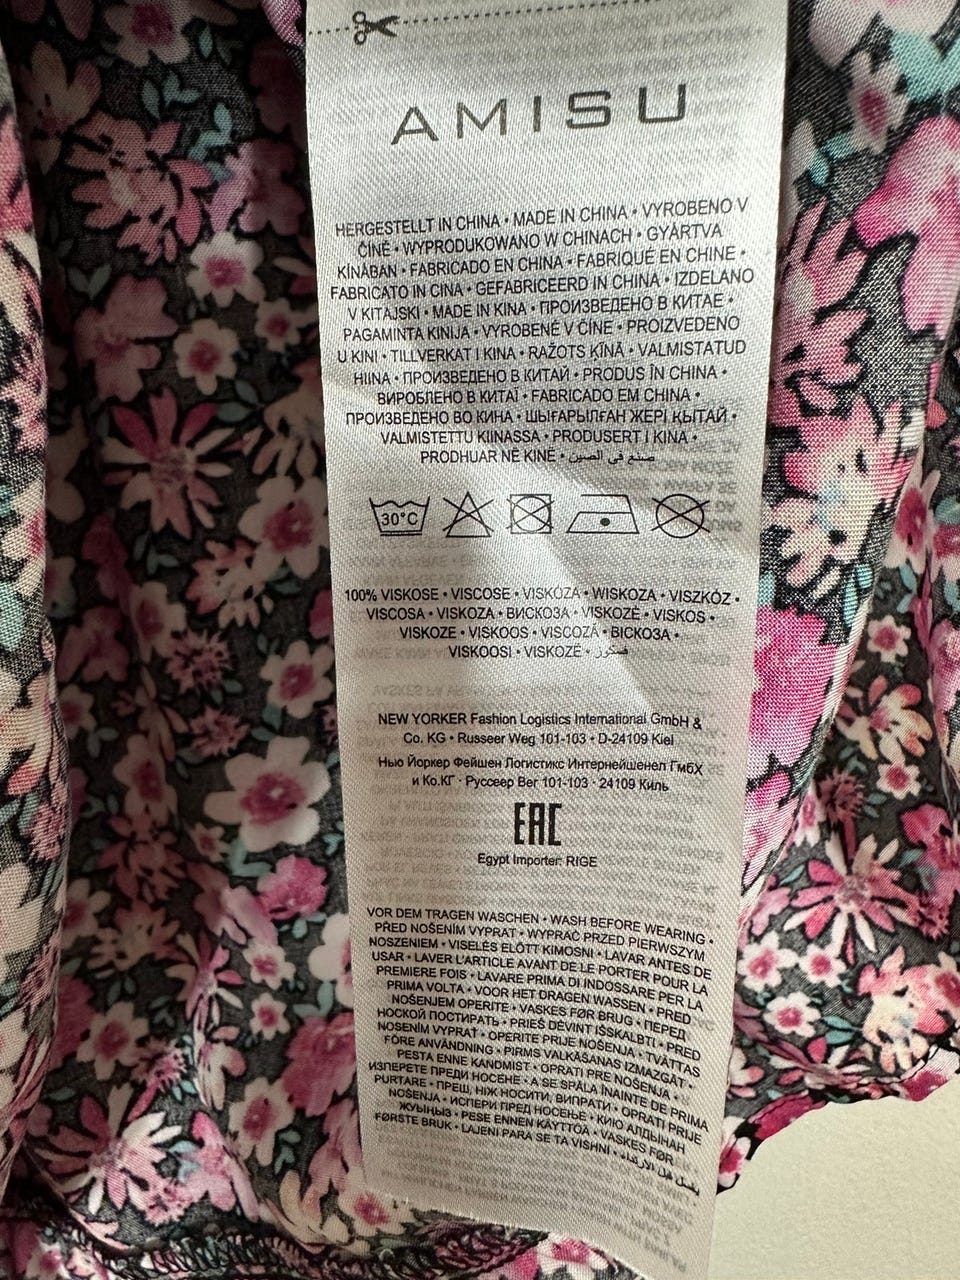 AMISU
HERGESTELLT IN CHINA • MADE IN CHINA • VYROBENO V
ČÍNĚ • WYPRODUKOWANO W CHINACH • GYÁRTVA
KÍNÁBAN • FABRICADO EN CHINA • FABRIQUÉ EN CHINE •
FABRICATO IN CINA • GEFABRICEERD IN CHINA • IZDELANO
V KITAJSKI • MADE IN KINA • ПРОИЗВЕДЕНО В КИТАЕ •
PAGAMINTA KINIJA • VYROBENÉ V ČÍNE • PROIZVEDENO
U KINI • TILLVERKAT I KINA • RAŽOTS ĶĪNĀ • VALMISTATUD
HIINA • ПРОИЗВЕДЕНО В КИТАЙ • PRODUS ÎN CHINA •
ВИРОБЛЕНО В КИТАЇ • FABRICADO EM CHINA •
ПРОИЗВЕДЕНО ВО КИНА • ШЫҒАРЫЛҒАН ЖЕРІ ҚЫТАЙ •
VALMISTETTU KIINASSA • PRODUSERT I KINA •
PRODHUAR NË KINË • صنع في الصين
30°C
100% VISKOSE • VISCOSE • VISKÓZA • WISKOZA • VISZKÓZ •
VISCOSA • VISKOZA • ВИСКОЗА • VISKOZĖ • VISKOS •
VISKOZE • VISKOOS • VISCOZĂ • ВІСКОЗА •
VISKOOSI • VISKOZË • فسكوز
NEW YORKER Fashion Logistics International GmbH &
Co. KG • Russeer Weg 101-103 • D-24109 Kiel
Нью Йоркер Фейшен Логистикс Интернейшенел ГмбХ
и Ко.КГ · Руссеер Вег 101-103 · 24109 Киль
EAC
Egypt Importer: RIGE
VOR DEM TRAGEN WASCHEN • WASH BEFORE WEARING •
PŘED NOŠENÍM VYPRAT • WYPRAĆ PRZED PIERWSZYM
NOSZENIEM • VISELÉS ELŐTT KIMOSNI • LAVAR ANTES DE
USAR • LAVER L'ARTICLE AVANT DE LE PORTER POUR LA
PREMIÈRE FOIS • LAVARE PRIMA DI INDOSSARE PER LA
PRIMA VOLTA • VOOR HET DRAGEN WASSEN • PRED
NOŠENJEM OPERITE • VASKES FØR BRUG • ПЕРЕД
НОСКОЙ ПОСТИРАТЬ • PRIEŠ DĖVINT IŠSKALBTI • PRED
NOSENÍM VYPRAŤ • OPERITE PRIJE NOŠENJA • TVÄTTAS
FÖRE ANVÄNDNING • PIRMS VALKĀŠANAS IZMAZGĀT •
PESTA ENNE KANDMIST • OPRATI PRE NOŠENJA •
ИЗПЕРЕТЕ ПРЕДИ НОСЕНЕ • A SE SPĂLA ÎNAINTE DE PRIMA
PURTARE • ПРЕШ, НІЖ НОСИТИ, ВИПРАТИ • OPRATI PRIJE
NOŠENJA • ИСПЕРИ ПРЕД НОСЕЊЕ • КИЮ АЛДЫНАН
ЖУЫҢЫЗ • PESE ENNEN KÄYTTÖÄ • VASKES FØR
FØRSTE BRUK • LAJENI PARA SE TA VISHNI •